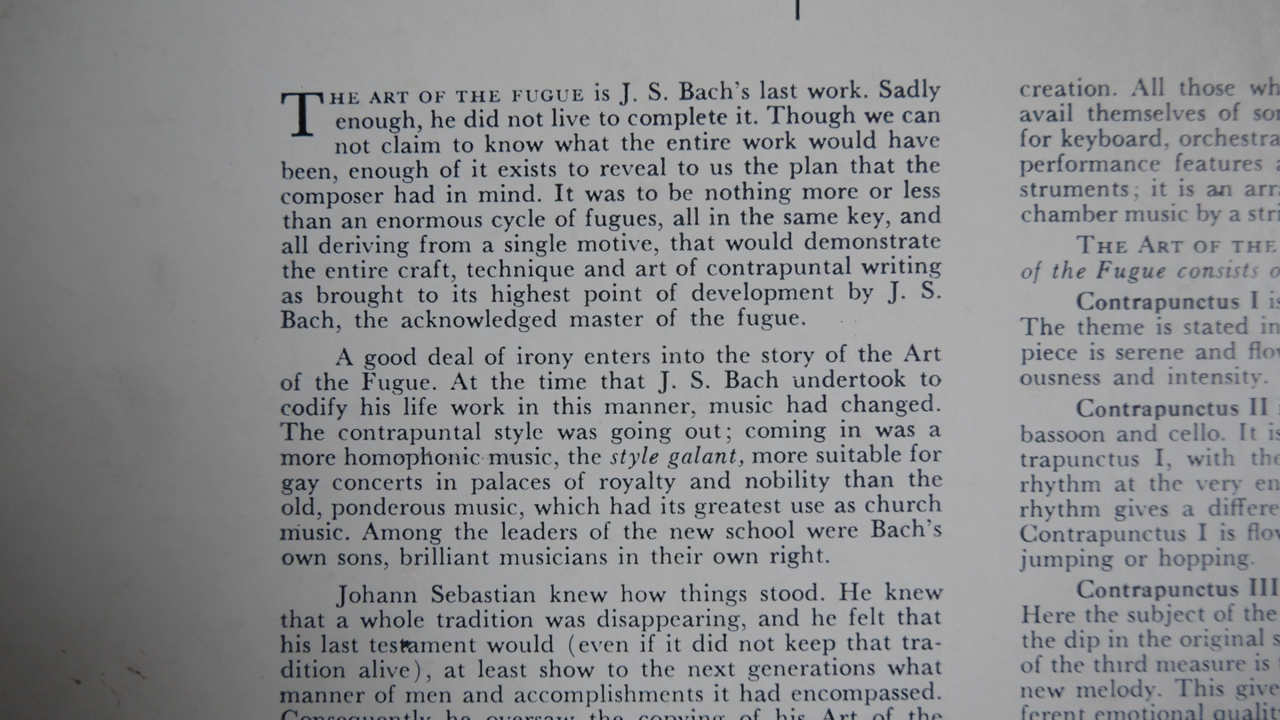 THE ART OF THE FUGUE is J. S. Bach's last work. Sadly
enough, he did not live to complete it. Though we can
not claim to know what the entire work would have
been, enough of it exists to reveal to us the plan that the
composer had in mind. It was to be nothing more or less
than an enormous cycle of fugues, all in the same key, and
all deriving from a single motive, that would demonstrate
the entire craft, technique and art of contrapuntal writing
as brought to its highest point of development by J. S.
Bach, the acknowledged master of the fugue.
A good deal of irony enters into the story of the Art
of the Fugue. At the time that J. S. Bach undertook to
codify his life work in this manner, music had changed.
The contrapuntal style was going out; coming in was a
more homophonic music, the style galant, more suitable for
gay concerts in palaces of royalty and nobility than the
old, ponderous music, which had its greatest use as church
music. Among the leaders of the new school were Bach's
own sons, brilliant musicians in their own right.
Johann Sebastian knew how things stood. He knew
that a whole tradition was disappearing, and he felt that
his last testament would (even if it did not keep that tra-
dition alive), at least show to the next generations what
manner of men and accomplishments it had encompassed.
Consequently he oversaw the copying of his Art of the
creation. All those
avail themselves of
for keyboard,
performance features
struments; it is an
chamber music by a
THE ART OF THE
of the Fugue consists
Contrapunctus I
The theme is stated in
piece is serene and
ousness and intensity.
Contrapunctus II
bassoon and cello. It
trapunctus I, with
rhythm at the very
rhythm gives a
Contrapunctus I is
jumping or hopping.
Contrapunctus III
Here the subject of the
the dip in the original
of the third measure is
new melody. This
ferent emotional